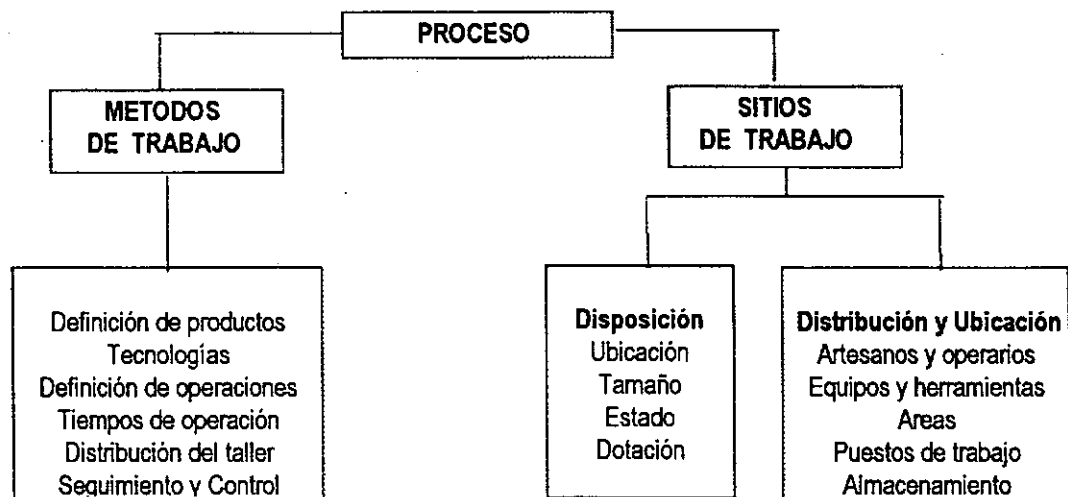 PROCESO
METODOS
DE TRABAJO
SITIOS
DE TRABAJO
Definición de productos
Tecnologías
Definición de operaciones
Tiempos de operación
Distribución del taller
Seguimiento y Control
Disposición
Ubicación
Tamaño
Estado
Dotación
Distribución y Ubicación
Artesanos y operarios
Equipos y herramientas
Areas
Puestos de trabajo
Almacenamiento